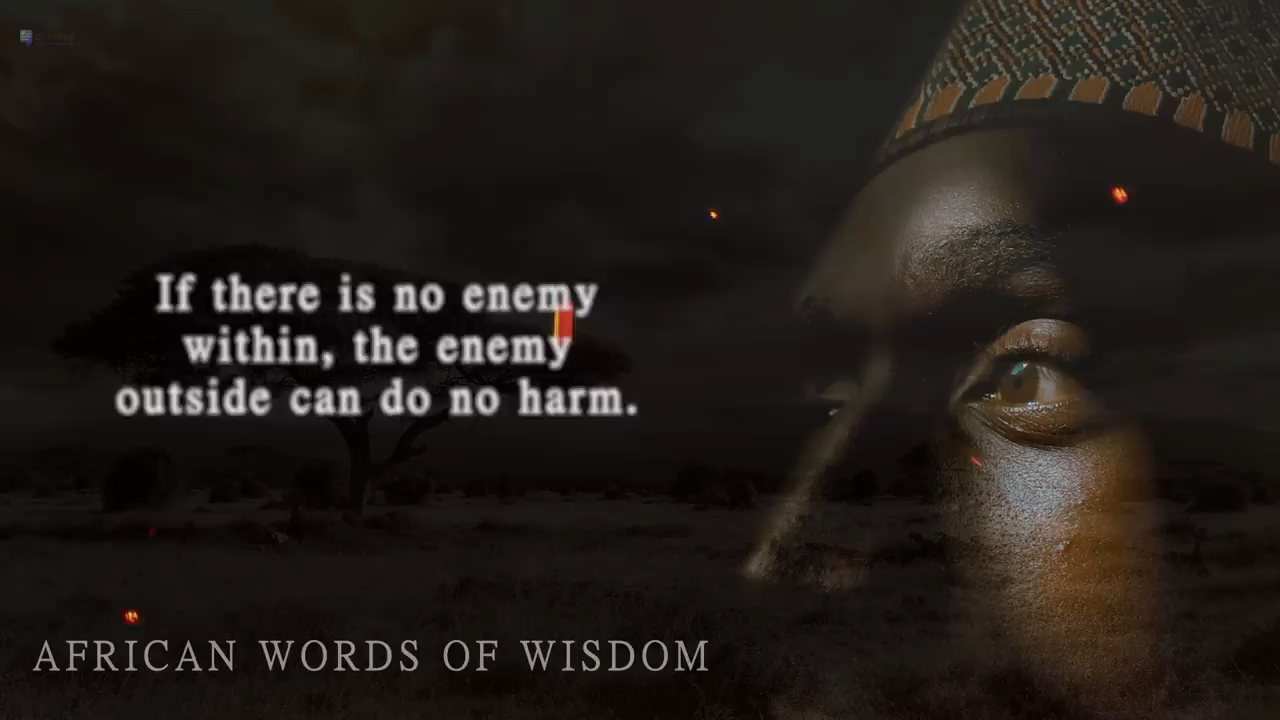 If there is no enemy
within, the enemy
outside can do no harm.
AFRICAN WORDS OF WISDOM